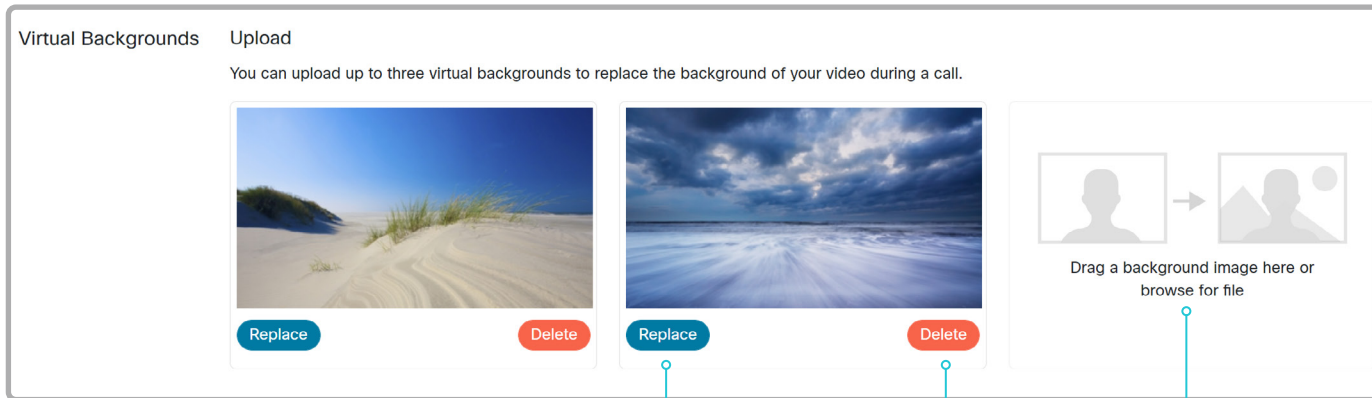 Virtual Backgrounds
Upload
You can upload up to three virtual backgrounds to replace the background of your video during a call.
Replace
Delete
Replace
Delete
Drag a background image here or
browse for file